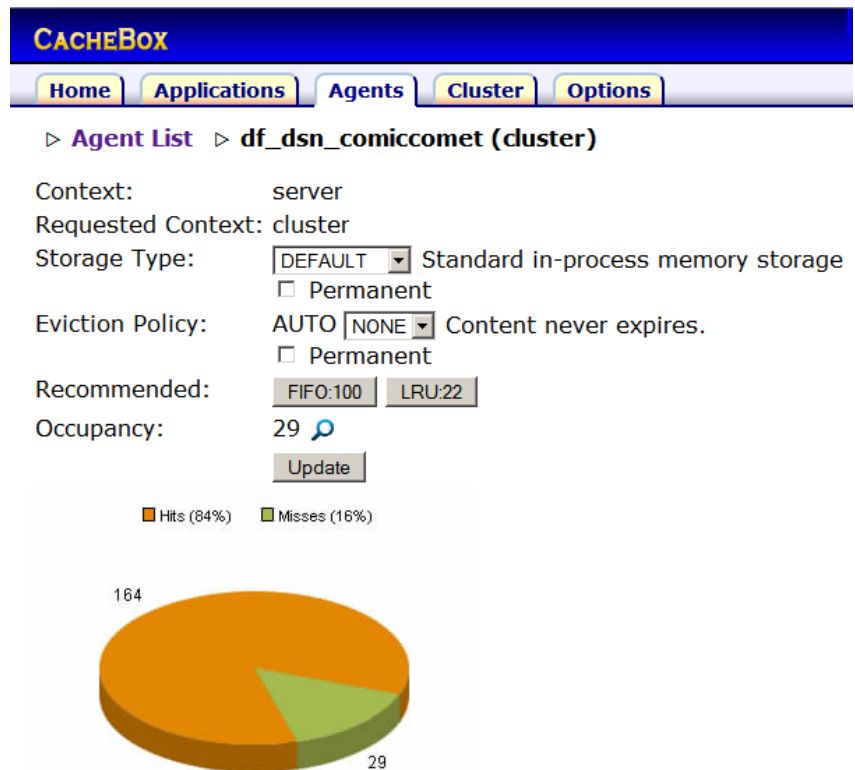 CACHEBOX
Home Applications Agents Cluster Options
▷ Agent List ▷ df_dsn_comiccomet (cluster)
Context: server
Requested Context: cluster
Storage Type: DEFAULT Standard in-process memory storage
Permanent
Eviction Policy: AUTO NONE Content never expires.
Permanent
Recommended: FIFO:100 LRU:22
Occupancy: 29
Update
Hits (84%) Misses (16%)
164
29